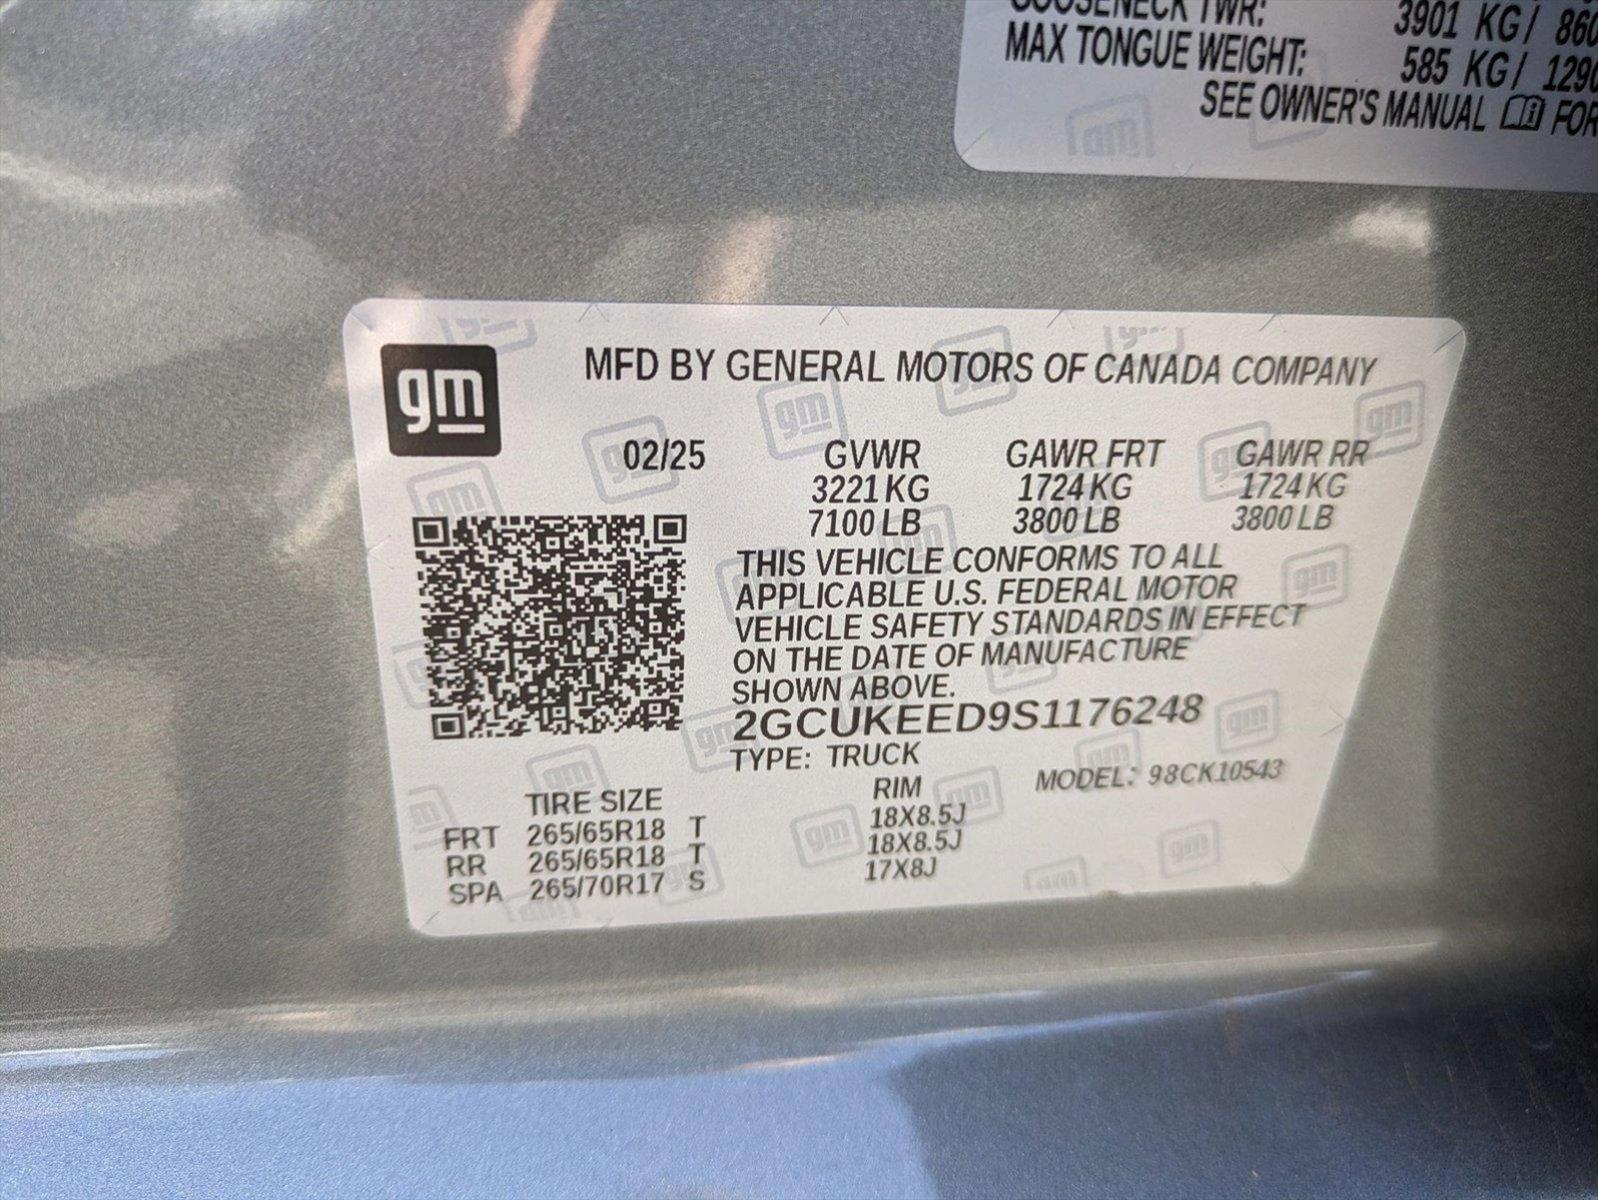 GOOSENECK TWR: 3901 KG/ 860
MAX TONGUE WEIGHT: 585 KG/ 1290
SEE OWNER'S MANUAL FOR
gm
MFD BY GENERAL MOTORS OF CANADA COMPANY
02/25 GVWR GAWR FRT GAWR RR
3221 KG 1724 KG 1724 KG
7100 LB 3800 LB 3800 LB
THIS VEHICLE CONFORMS TO ALL
APPLICABLE U.S. FEDERAL MOTOR
VEHICLE SAFETY STANDARDS IN EFFECT
ON THE DATE OF MANUFACTURE
SHOWN ABOVE.
2GCUKEED9S1176248
TYPE: TRUCK MODEL: 98CK10543
TIRE SIZE RIM
FRT 265/65R18 T 18X8.5J
RR 265/65R18 T 18X8.5J
SPA 265/70R17 S 17X8J